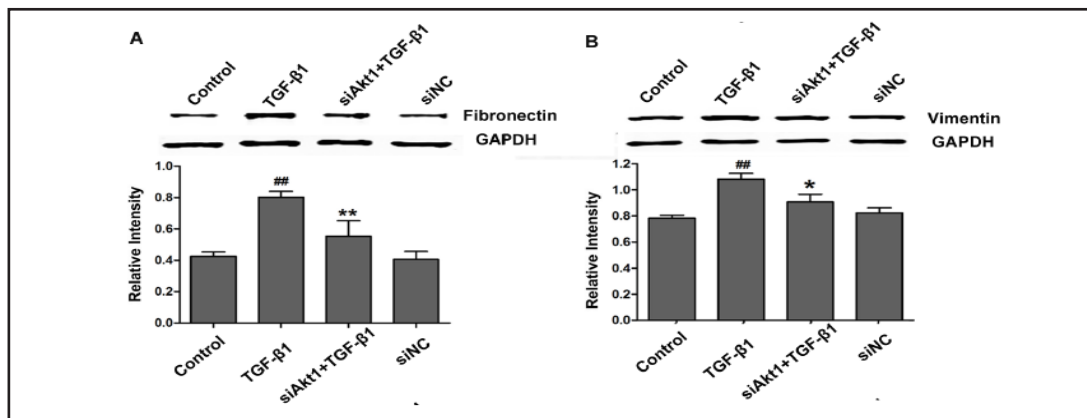 A
Control
TGF-β1
siAkt1+TGF-β1
siNC
Fibronectin
GAPDH
Relative Intensity
1.0
0.8
0.6
0.4
0.2
0.0
##
**
Control
TGF-β1
siAkt1+TGF-β1
siNC
B
Control
TGF-β1
siAkt1+TGF-β1
siNC
Vimentin
GAPDH
Relative Intensity
1.2
1.0
0.8
0.6
0.4
0.2
0.0
##
*
Control
TGF-β1
siAkt1+TGF-β1
siNC